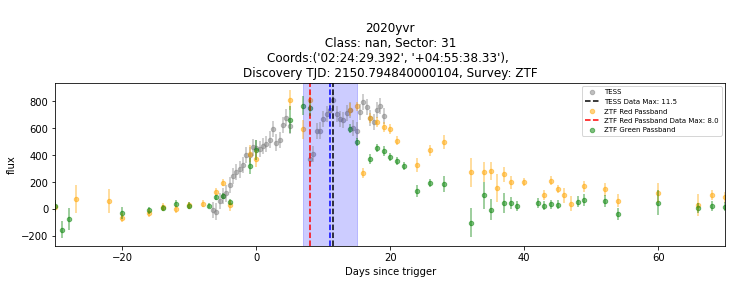 2020yvr
Class: nan, Sector: 31
Coords:('02:24:29.392', '+04:55:38.33'),
Discovery TJD: 2150.794840000104, Survey: ZTF
flux
800
600
400
200
0
−200
TESS
TESS Data Max: 11.5
ZTF Red Passband
ZTF Red Passband Data Max: 8.0
ZTF Green Passband
−20
0
20
40
60
Days since trigger